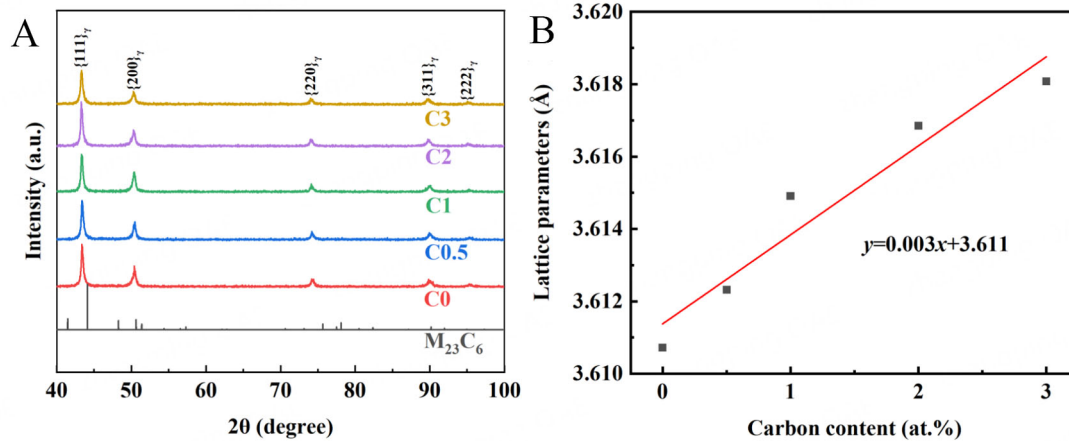 A
{111}γ
{200}γ
{220}γ
{311}γ
{222}γ
C3
C2
C1
C0.5
C0
M23C6
Intensity (a.u.)
40 50 60 70 80 90 100
2θ (degree)
B
3.620
3.618
3.616
3.614
3.612
3.610
Lattice parameters (Å)
y=0.003x+3.611
0 1 2 3
Carbon content (at.%)